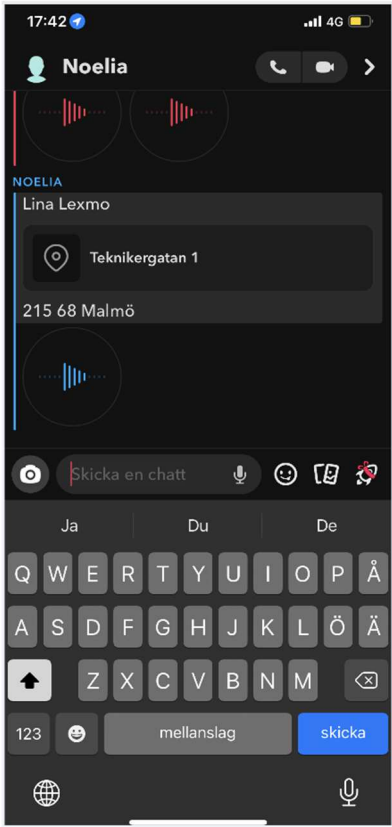 17:42
4G
Noelia
NOELIA
Lina Lexmo
Teknikergatan 1
215 68 Malmö
Skicka en chatt
Ja Du De
Q W E R T Y U I O P Å
A S D F G H J K L Ö Ä
Z X C V B N M
123 mellanslag skicka